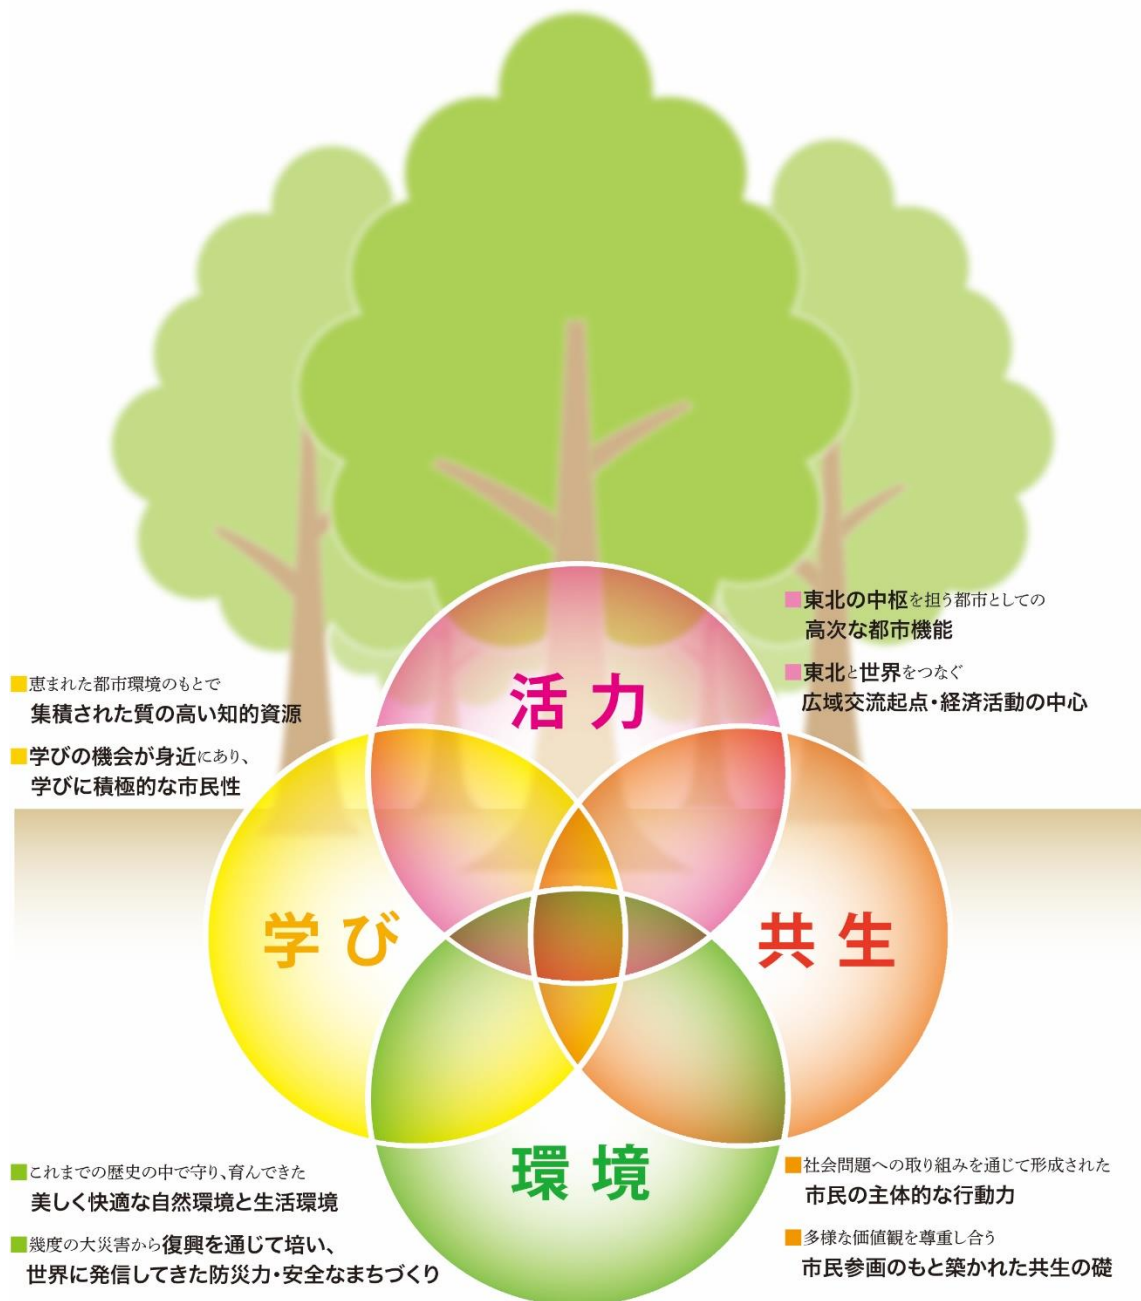 ■東北の中枢を担う都市としての
高次な都市機能
■東北と世界をつなぐ
広域交流起点・経済活動の中心
活力
■恵まれた都市環境のもとで
集積された質の高い知的資源
■学びの機会が身近にあり、
学びに積極的な市民性
学び
共生
環境
■これまでの歴史の中で守り、育んできた
美しく快適な自然環境と生活環境
■幾度の大災害から復興を通じて培い、
世界に発信してきた防災力・安全なまちづくり
■社会問題への取り組みを通じて形成された
市民の主体的な行動力
■多様な価値観を尊重し合う
市民参画のもと築かれた共生の礎